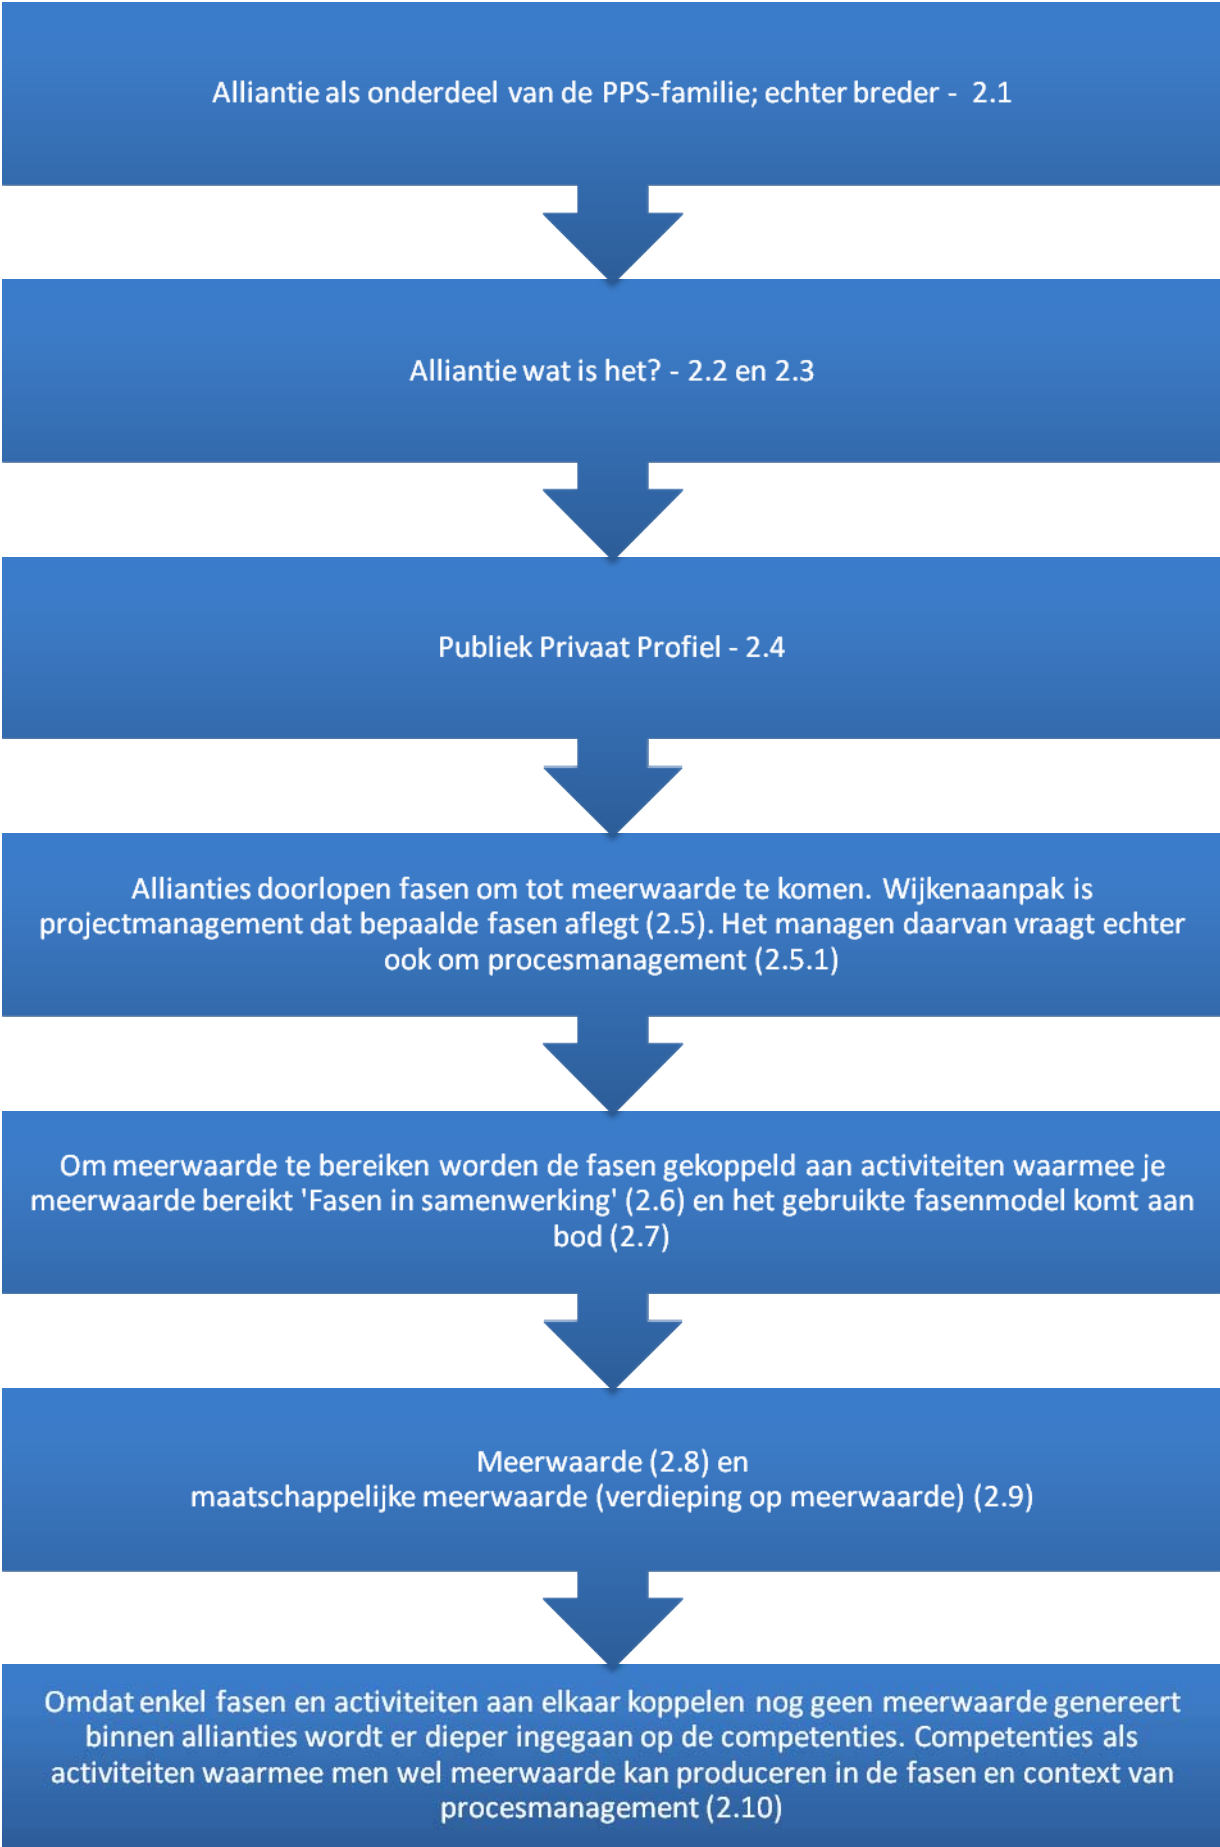 Alliantie als onderdeel van de PPS-familie; echter breder - 2.1
Alliantie wat is het? - 2.2 en 2.3
Publiek Privaat Profiel - 2.4
Allianties doorlopen fasen om tot meerwaarde te komen. Wijkenaanpak is
projectmanagement dat bepaalde fasen aflegt (2.5). Het managen daarvan vraagt echter
ook om procesmanagement (2.5.1)
Om meerwaarde te bereiken worden de fasen gekoppeld aan activiteiten waarmee je
meerwaarde bereikt 'Fasen in samenwerking' (2.6) en het gebruikte fasenmodel komt aan
bod (2.7)
Meerwaarde (2.8) en
maatschappelijke meerwaarde (verdieping op meerwaarde) (2.9)
Omdat enkel fasen en activiteiten aan elkaar koppelen nog geen meerwaarde genereert
binnen allianties wordt er dieper ingegaan op de competenties. Competenties als
activiteiten waarmee men wel meerwaarde kan produceren in de fasen en context van
procesmanagement (2.10)